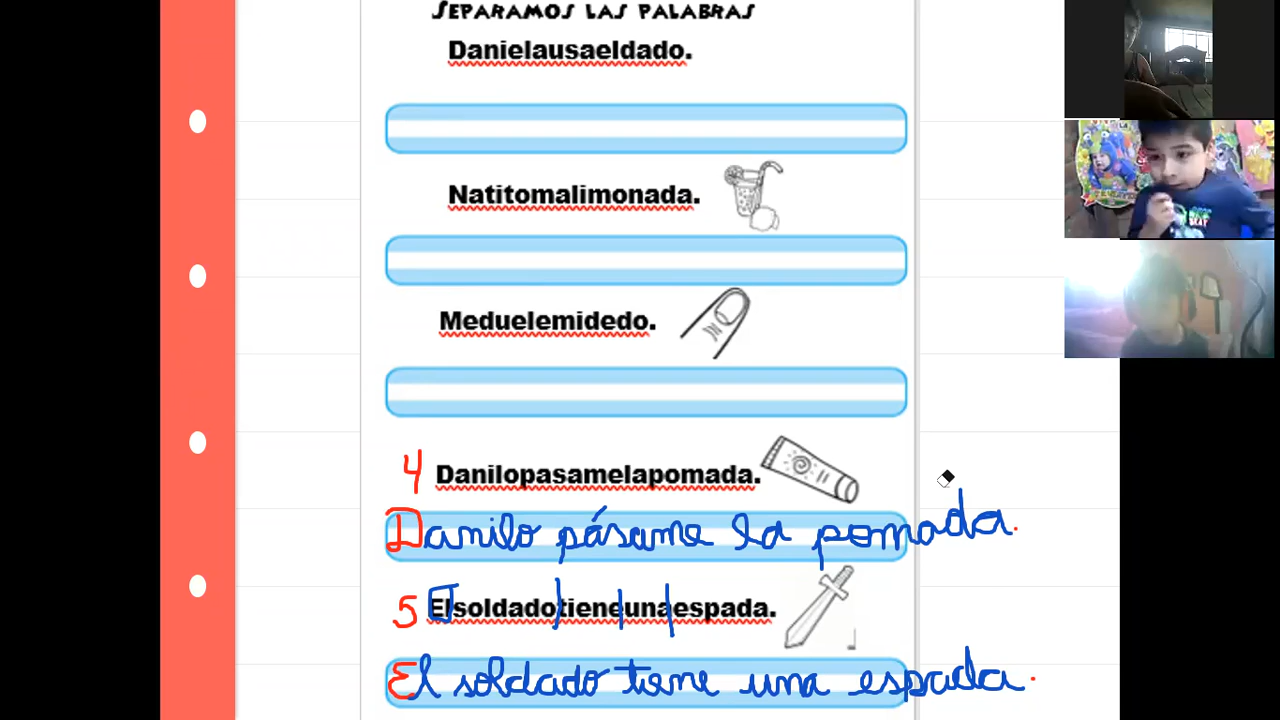 SEPARAMOS LAS PALABRAS
Danielausaeldado.
Natitomalimonada.
Meduelemidedo.
4 Danilopasamelapomada.
Danilo pásame la pomada.
5 Elsoldadotieneunaespada.
El soldado tiene una espada.